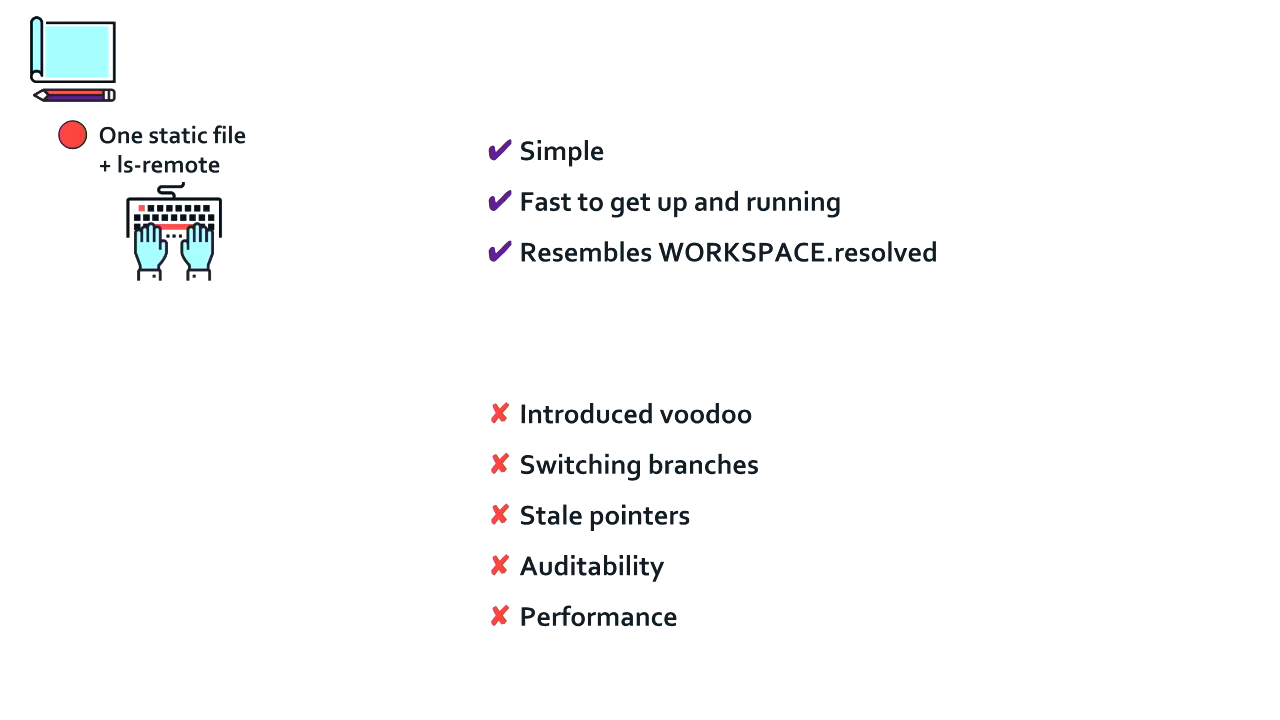 One static file
+ ls-remote
✔ Simple
✔ Fast to get up and running
✔ Resembles WORKSPACE.resolved
✘ Introduced voodoo
✘ Switching branches
✘ Stale pointers
✘ Auditability
✘ Performance